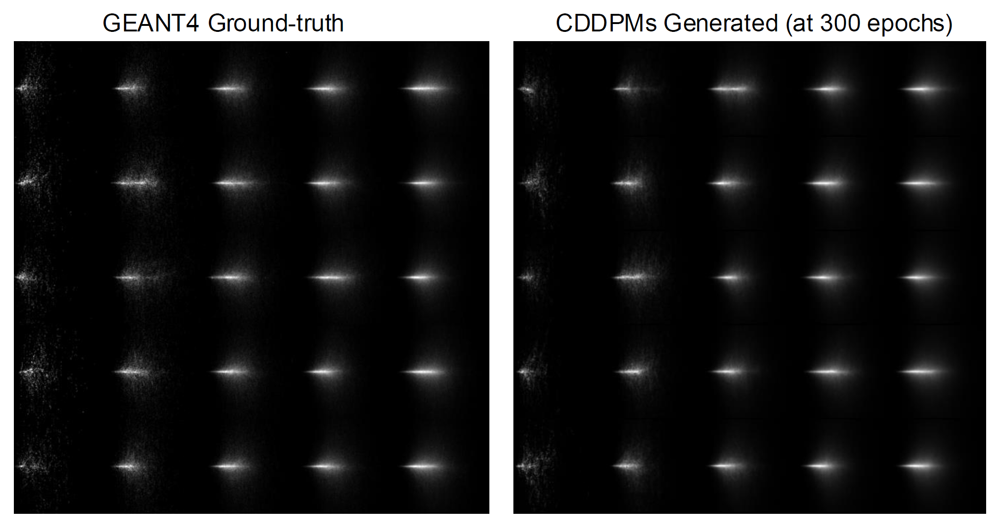 GEANT4 Ground-truth
CDDPMs Generated (at 300 epochs)